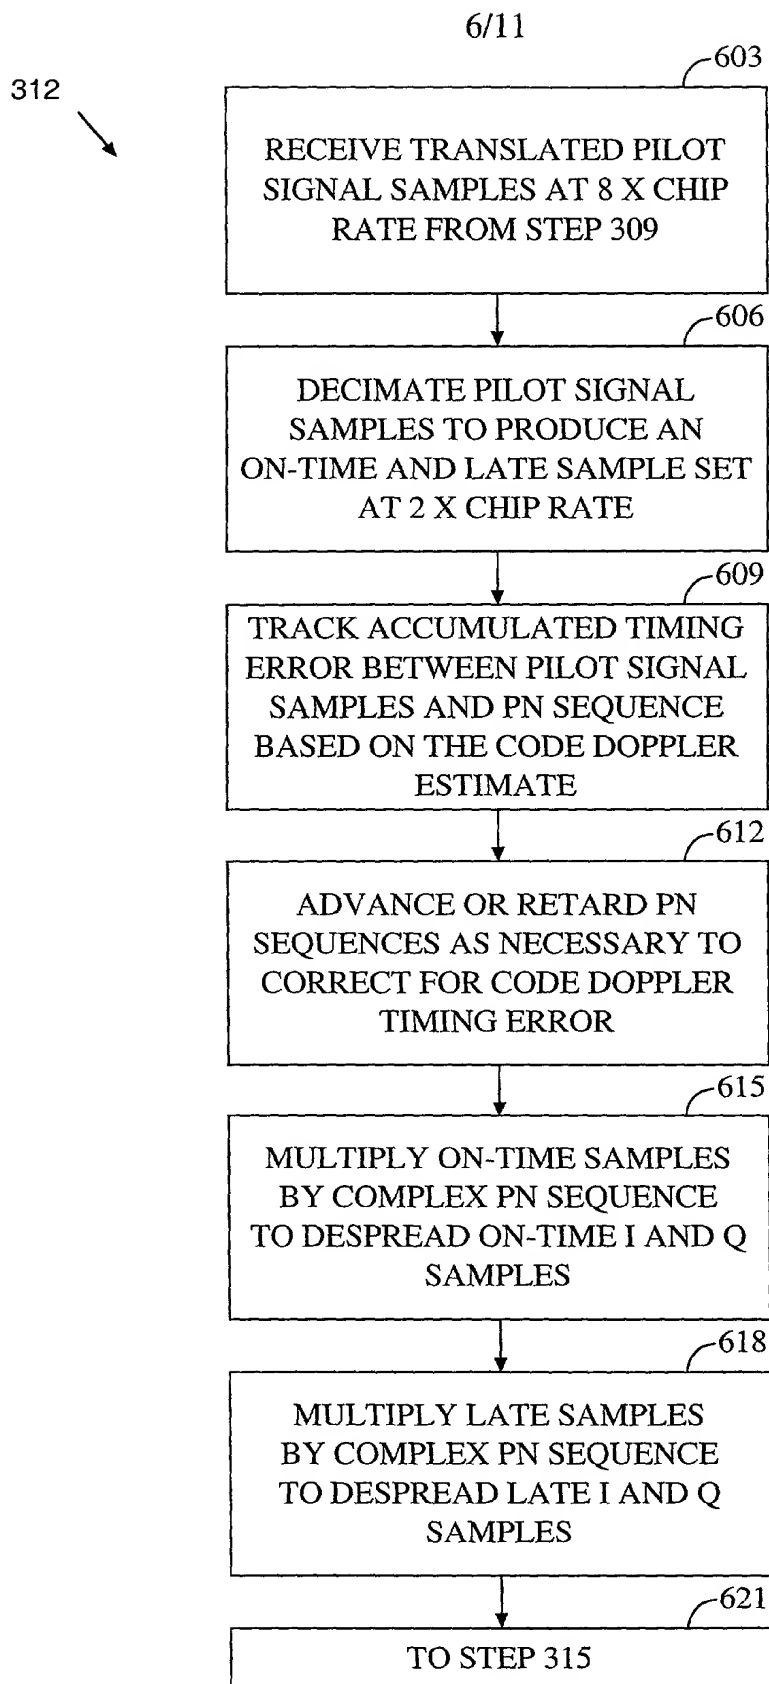 6/11
312
603
RECEIVE TRANSLATED PILOT
SIGNAL SAMPLES AT 8 X CHIP
RATE FROM STEP 309
606
DECIMATE PILOT SIGNAL
SAMPLES TO PRODUCE AN
ON-TIME AND LATE SAMPLE SET
AT 2 X CHIP RATE
609
TRACK ACCUMULATED TIMING
ERROR BETWEEN PILOT SIGNAL
SAMPLES AND PN SEQUENCE
BASED ON THE CODE DOPPLER
ESTIMATE
612
ADVANCE OR RETARD PN
SEQUENCES AS NECESSARY TO
CORRECT FOR CODE DOPPLER
TIMING ERROR
615
MULTIPLY ON-TIME SAMPLES
BY COMPLEX PN SEQUENCE
TO DESPREAD ON-TIME I AND Q
SAMPLES
618
MULTIPLY LATE SAMPLES
BY COMPLEX PN SEQUENCE
TO DESPREAD LATE I AND Q
SAMPLES
621
TO STEP 315